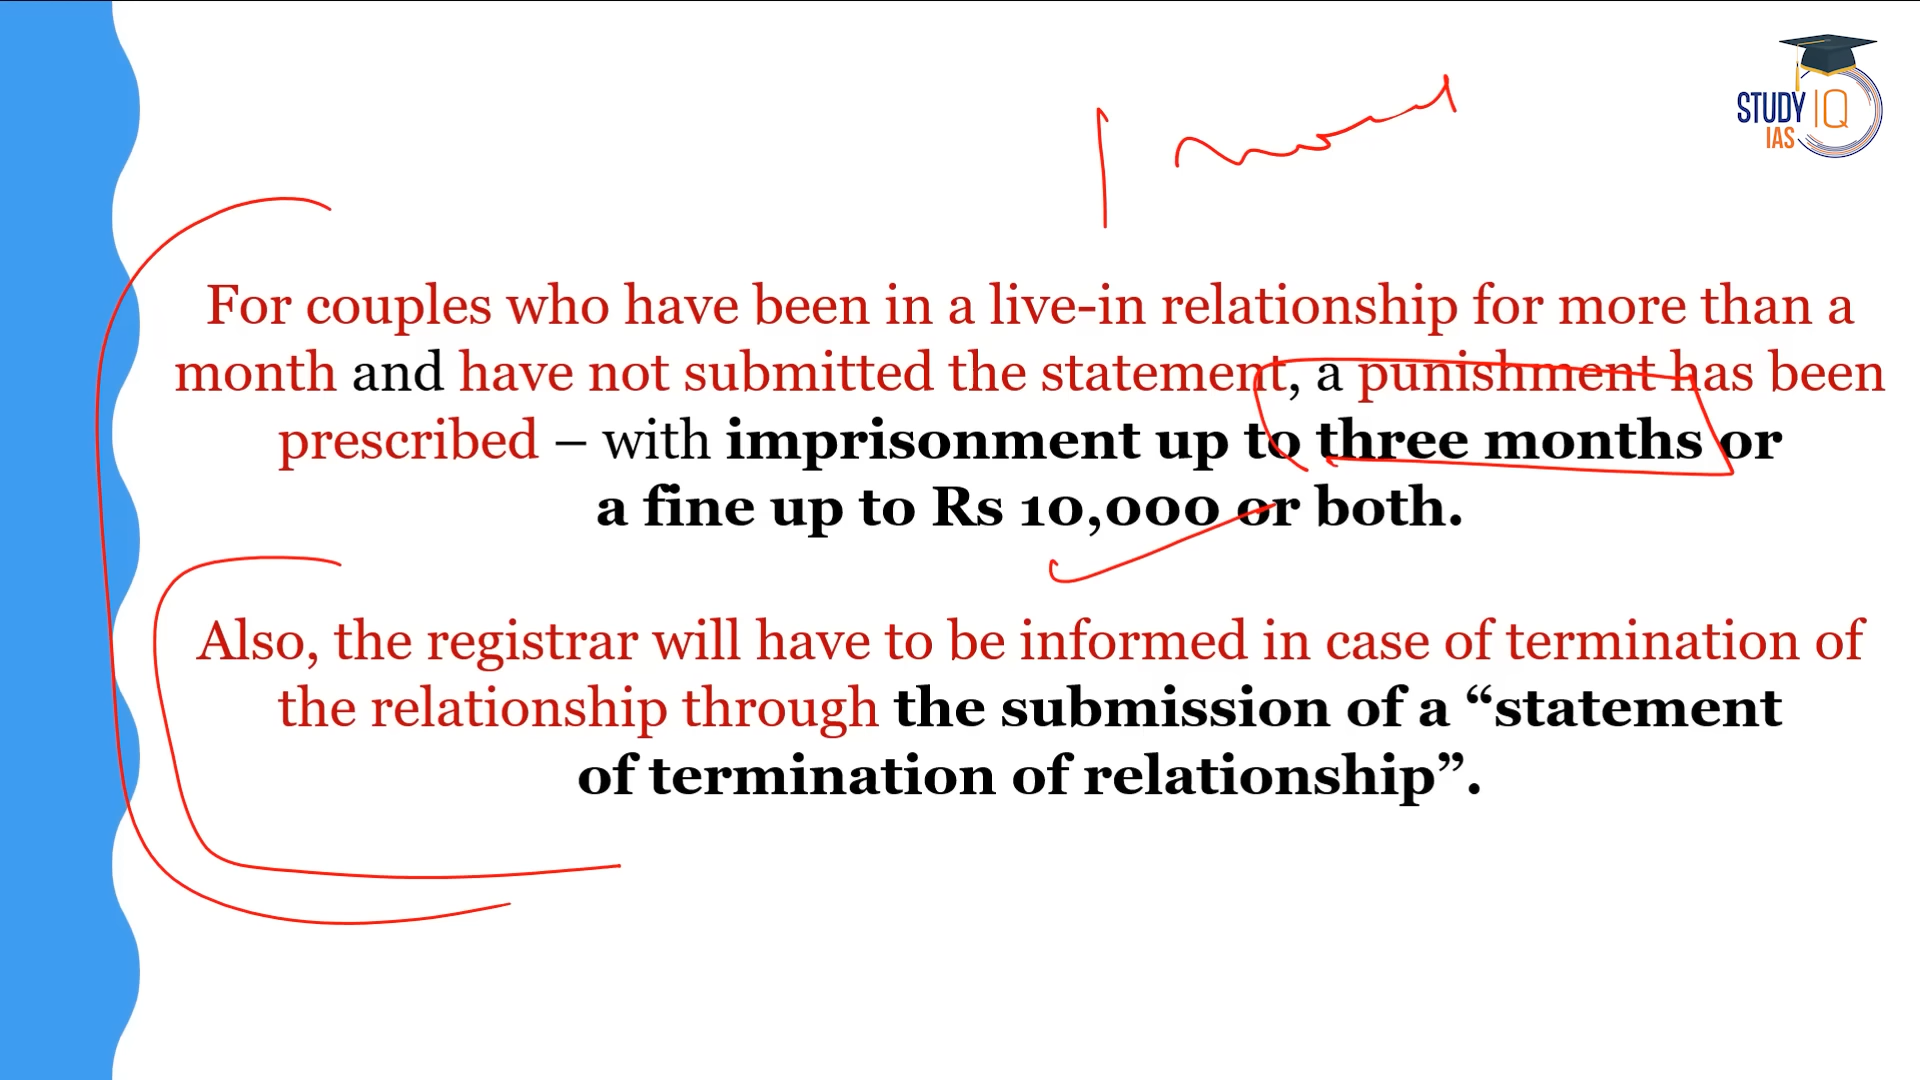 STUDY IQ
IAS
For couples who have been in a live-in relationship for more than a
month and have not submitted the statement, a punishment has been
prescribed – with imprisonment up to three months or
a fine up to Rs 10,000 or both.
Also, the registrar will have to be informed in case of termination of
the relationship through the submission of a “statement
of termination of relationship”.